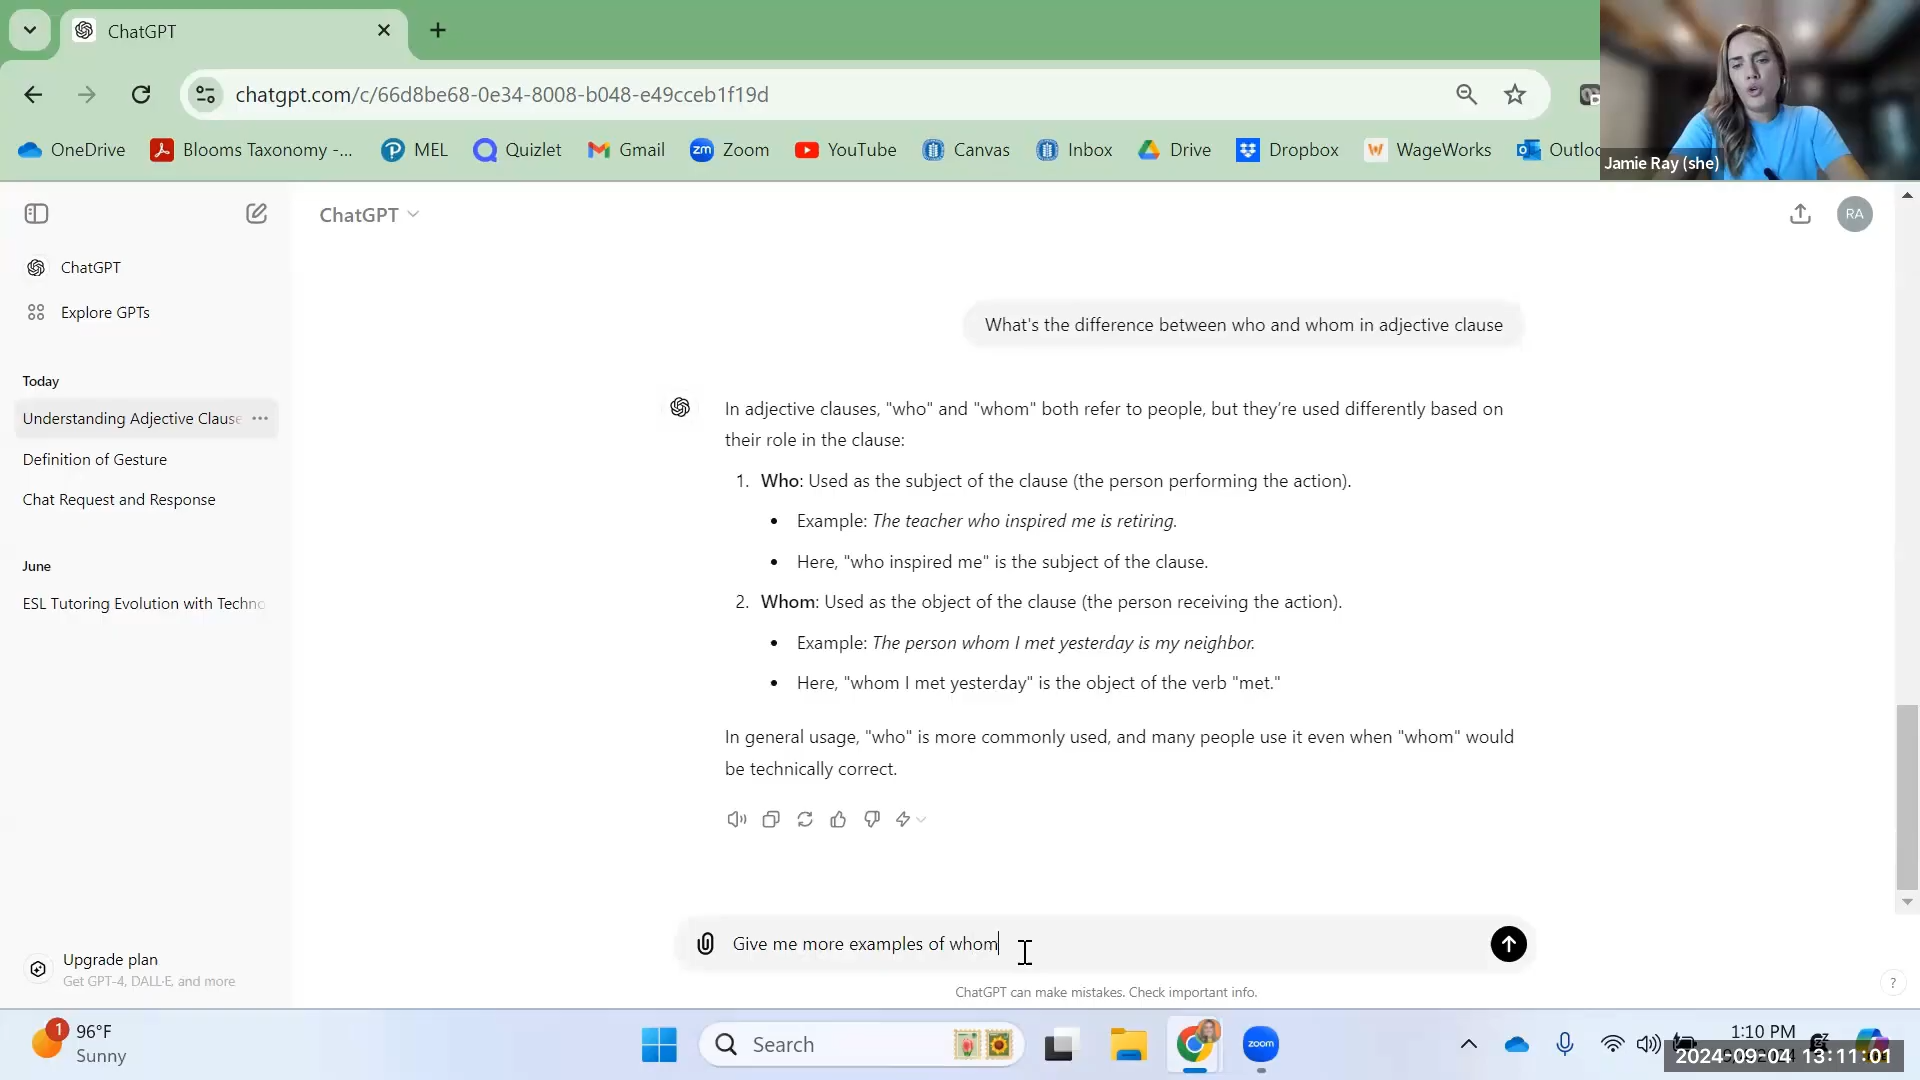 ChatGPT
chatgpt.com/c/66d8be68-0e34-8008-b048-e49cceb1f19d
OneDrive
Blooms Taxonomy -...
MEL
Quizlet
Gmail
zm Zoom
YouTube
Canvas
Inbox
Drive
Dropbox
WageWorks
Outloo
Jamie Ray (she)
ChatGPT
RA
ChatGPT
Explore GPTs
Today
Understanding Adjective Clause
Definition of Gesture
Chat Request and Response
June
ESL Tutoring Evolution with Techno
What's the difference between who and whom in adjective clause
In adjective clauses, "who" and "whom" both refer to people, but they're used differently based on
their role in the clause:
1. Who: Used as the subject of the clause (the person performing the action).
• Example: The teacher who inspired me is retiring.
• Here, "who inspired me" is the subject of the clause.
2. Whom: Used as the object of the clause (the person receiving the action).
• Example: The person whom I met yesterday is my neighbor.
• Here, "whom I met yesterday" is the object of the verb "met."
In general usage, "who" is more commonly used, and many people use it even when "whom" would
be technically correct.
Upgrade plan
Get GPT-4, DALL·E, and more
Give me more examples of whom
ChatGPT can make mistakes. Check important info.
?
1
96°F
Sunny
Search
zoom
1:10 PM
2024-09-04 13:11:01